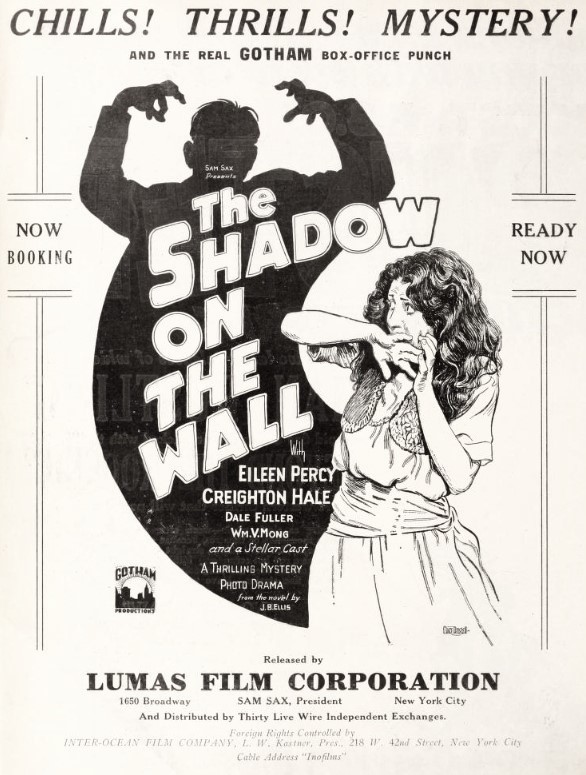 CHILLS! THRILLS! MYSTERY!
AND THE REAL GOTHAM BOX-OFFICE PUNCH
SAM SAX
Presents
The
SHADOW
ON
THE
WALL
NOW
BOOKING
READY
NOW
With
EILEEN PERCY
CREIGHTON HALE
DALE FULLER
WM.V.MONG
and a Stellar Cast
A THRILLING MYSTERY
PHOTO DRAMA
from the novel by
J.B.ELLIS
GOTHAM
PRODUCTIONS
Released by
LUMAS FILM CORPORATION
1650 Broadway SAM SAX, President New York City
And Distributed by Thirty Live Wire Independent Exchanges.
Foreign Rights Controlled by
INTER-OCEAN FILM COMPANY, L. W. Kastner, Pres., 218 W. 42nd Street, New York City
Cable Address "Inofilms"